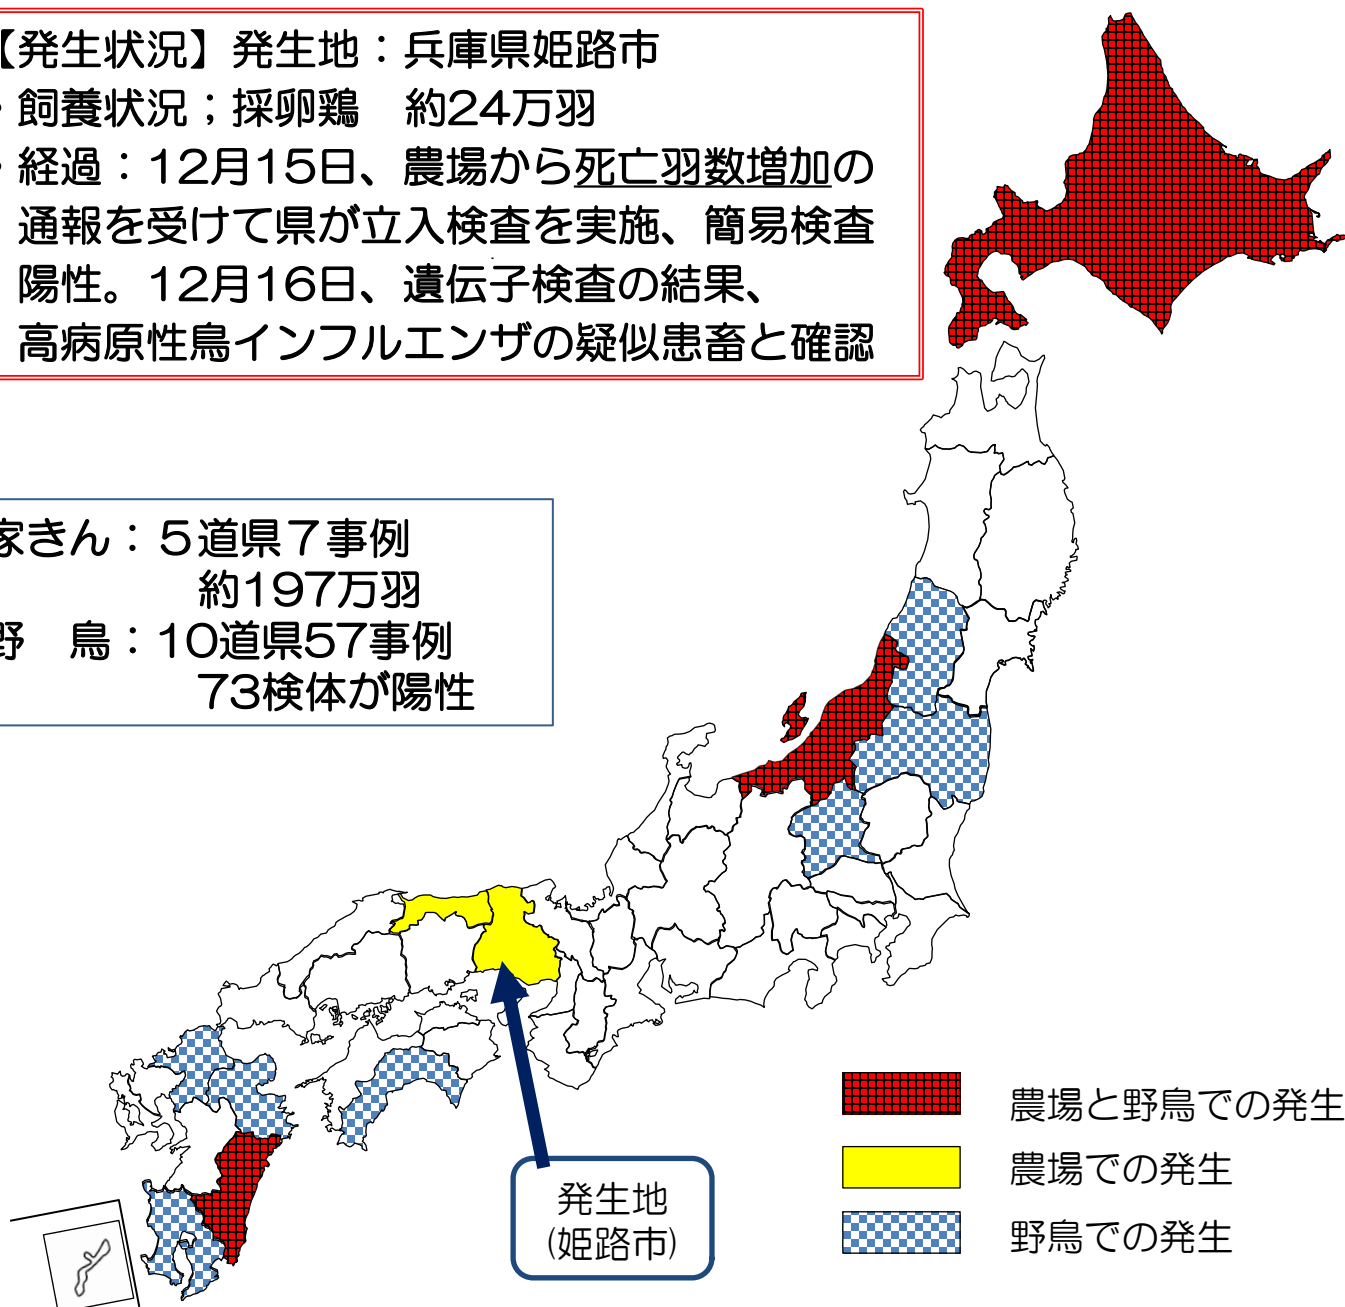 【発生状況】発生地：兵庫県姫路市
・飼養状況；採卵鶏　約24万羽
・経過：12月15日、農場から死亡羽数増加の
通報を受けて県が立入検査を実施、簡易検査
陽性。12月16日、遺伝子検査の結果、
高病原性鳥インフルエンザの疑似患畜と確認
家きん：５道県７事例
約197万羽
野　鳥：10道県57事例
73検体が陽性
発生地
(姫路市)
農場と野鳥での発生
農場での発生
野鳥での発生